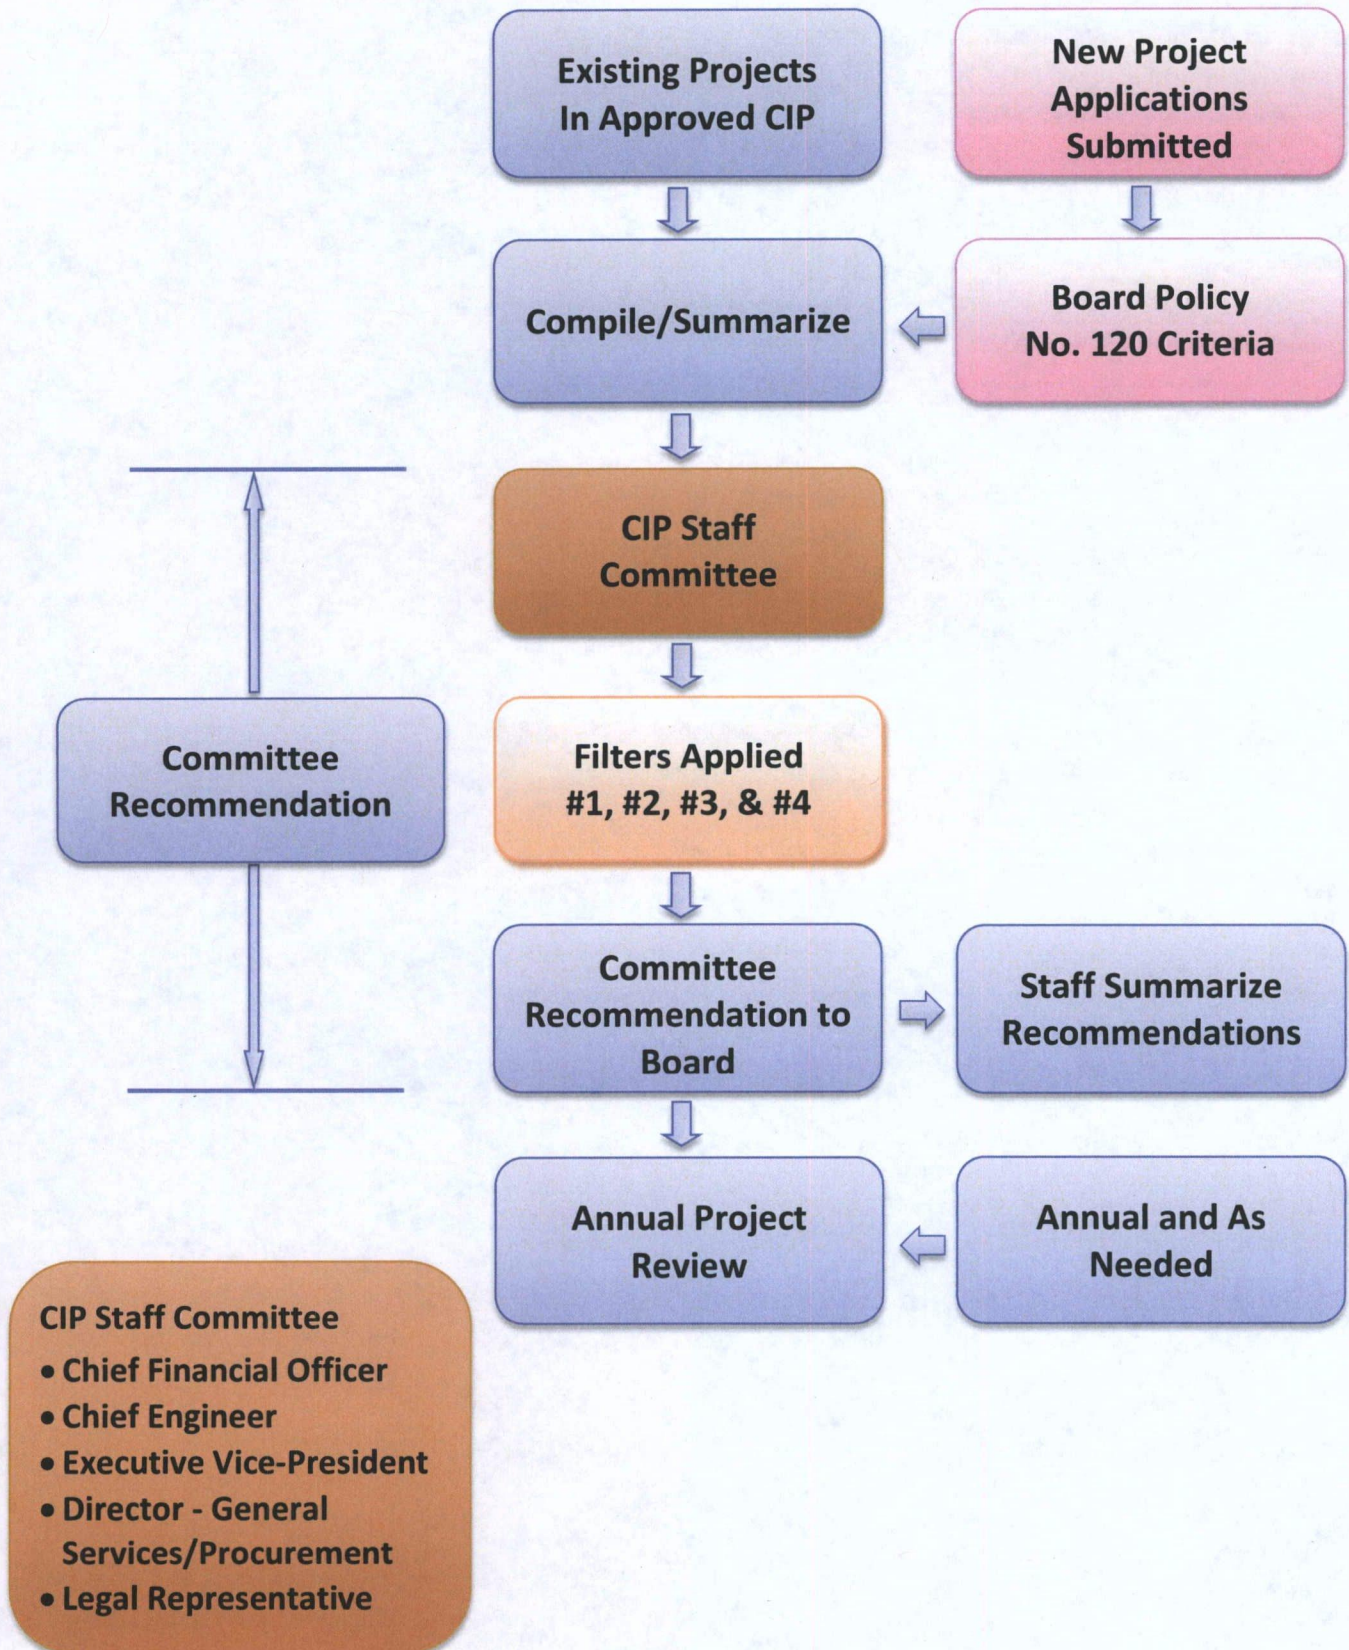 Existing Projects
In Approved CIP
New Project
Applications
Submitted
Compile/Summarize
Board Policy
No. 120 Criteria
CIP Staff
Committee
Committee
Recommendation
Filters Applied
#1, #2, #3, & #4
Committee
Recommendation to
Board
Staff Summarize
Recommendations
Annual Project
Review
Annual and As
Needed
CIP Staff Committee
• Chief Financial Officer
• Chief Engineer
• Executive Vice-President
• Director - General
Services/Procurement
• Legal Representative